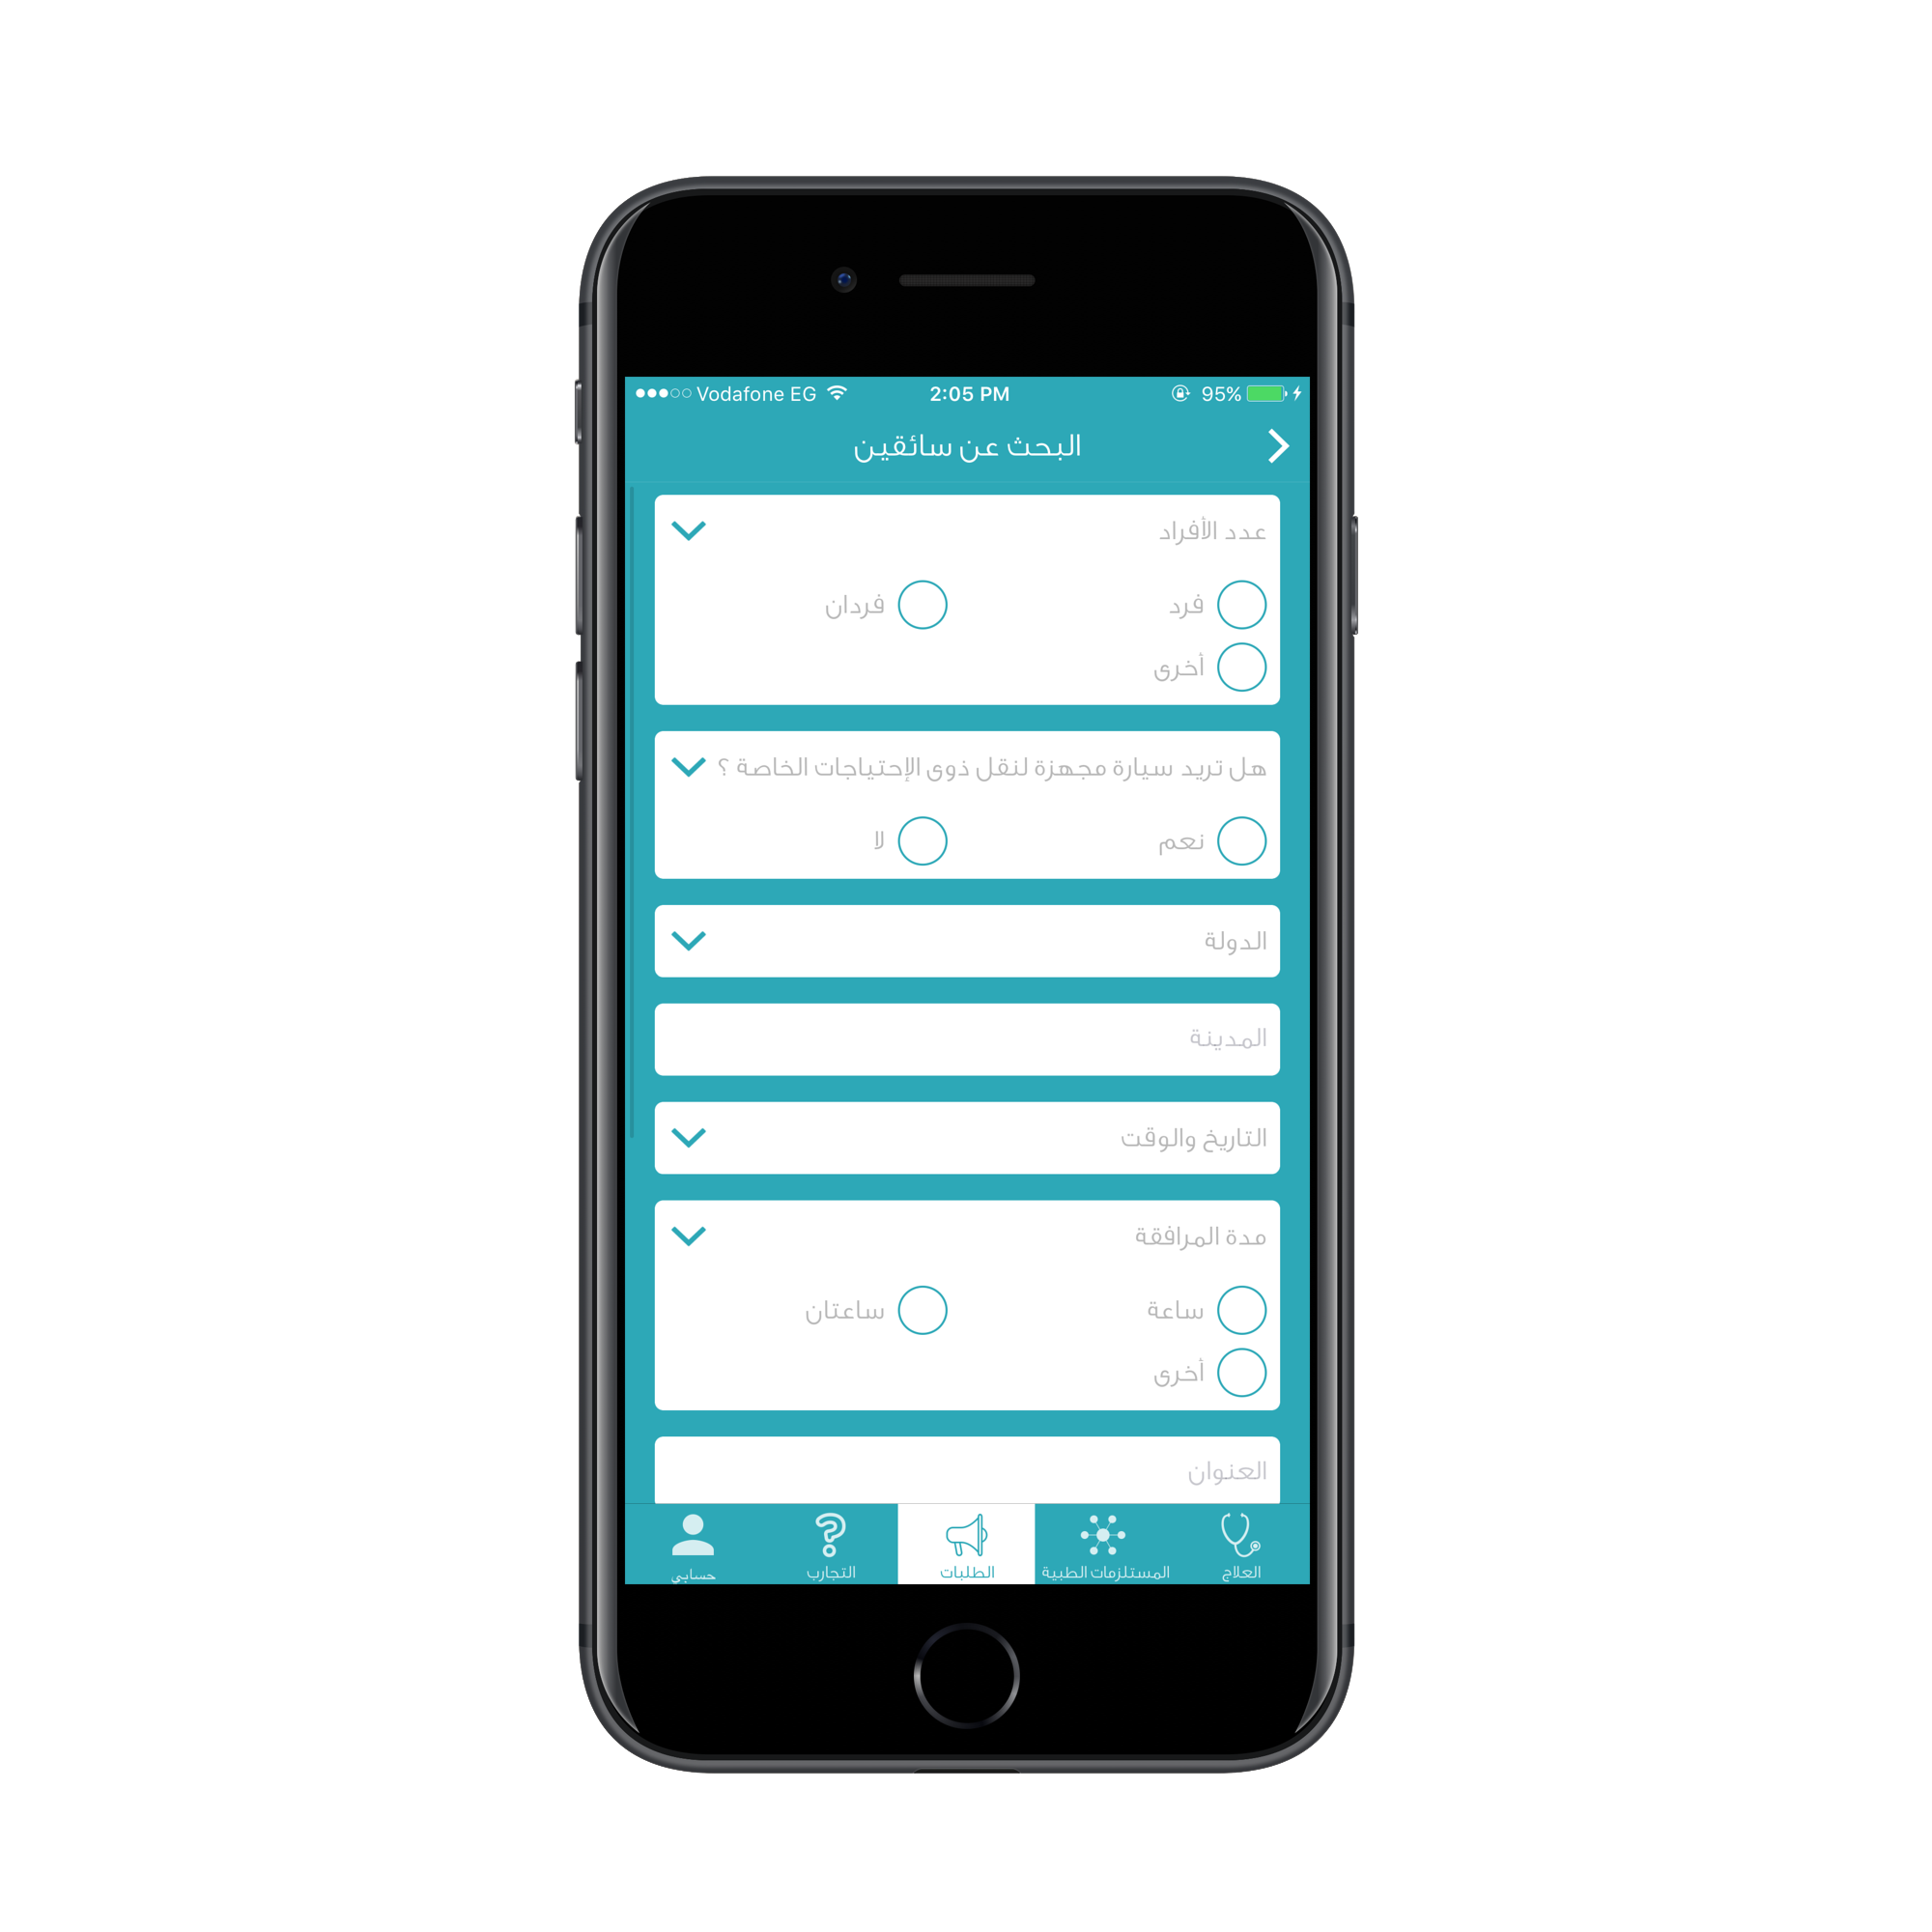 Vodafone EG 2:05 PM 95%
البحث عن سائقين
عدد الأفراد
فرد فردان
أخرى
هل تريد سيارة مجهزة لنقل ذوى الإحتياجات الخاصة ؟
نعم لا
الدولة
المدينة
التاريخ والوقت
مدة المرافقة
ساعة ساعتان
أخرى
العنوان
العلاج المستلزمات الطبية الطلبات التجارب حسابي